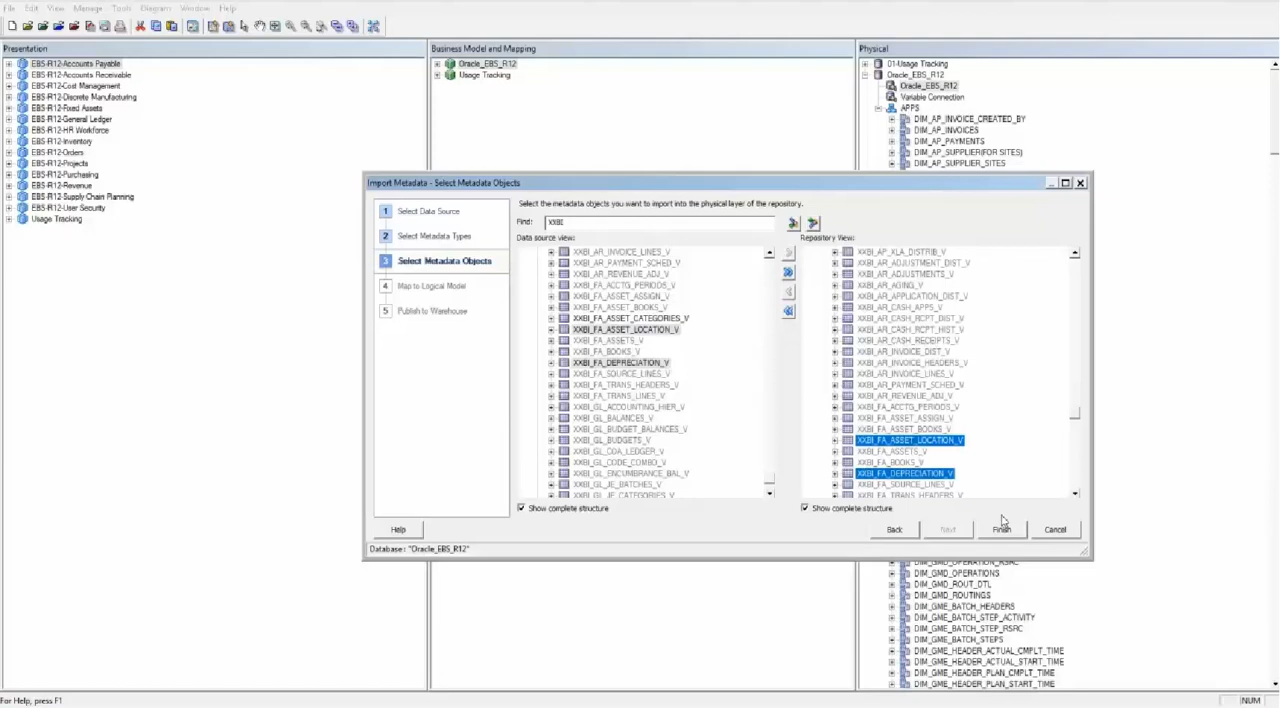 File Edit View Manage Tools Diagram Window Help
Presentation
EBS-R12-Accounts Payable
EBS-R12-Accounts Receivable
EBS-R12-Cost Management
EBS-R12-Discrete Manufacturing
EBS-R12-Fixed Assets
EBS-R12-General Ledger
EBS-R12-HR Workforce
EBS-R12-Inventory
EBS-R12-Orders
EBS-R12-Projects
EBS-R12-Purchasing
EBS-R12-Revenue
EBS-R12-Supply Chain Planning
EBS-R12-User Security
Usage Tracking
Business Model and Mapping
Oracle_EBS_R12
Usage Tracking
Physical
01-Usage Tracking
Oracle_EBS_R12
Oracle_EBS_R12
Variable Connection
APPS
DIM_AP_INVOICE_CREATED_BY
DIM_AP_INVOICES
DIM_AP_PAYMENTS
DIM_AP_SUPPLIER(FOR SITES)
DIM_AP_SUPPLIER_SITES
Import Metadata - Select Metadata Objects
1 Select Data Source
2 Select Metadata Types
3 Select Metadata Objects
4 Map to Logical Model
5 Publish to Warehouse
Select the metadata objects you want to import into the physical layer of the repository.
Find: XXBI
Data source view:
XXBI_AR_INVOICE_LINES_V
XXBI_AR_PAYMENT_SCHED_V
XXBI_AR_REVENUE_ADJ_V
XXBI_FA_ACCTG_PERIODS_V
XXBI_FA_ASSET_ASSIGN_V
XXBI_FA_ASSET_BOOKS_V
XXBI_FA_ASSET_CATEGORIES_V
XXBI_FA_ASSET_LOCATION_V
XXBI_FA_ASSETS_V
XXBI_FA_BOOKS_V
XXBI_FA_DEPRECIATION_V
XXBI_FA_SOURCE_LINES_V
XXBI_FA_TRANS_HEADERS_V
XXBI_FA_TRANS_LINES_V
XXBI_GL_ACCOUNTING_HIER_V
XXBI_GL_BALANCES_V
XXBI_GL_BUDGET_BALANCES_V
XXBI_GL_BUDGETS_V
XXBI_GL_COA_LEDGER_V
XXBI_GL_CODE_COMBO_V
XXBI_GL_ENCUMBRANCE_BAL_V
XXBI_GL_JE_BATCHES_V
XXBI_GL_JE_CATEGORIES_V
Show complete structure
Repository View:
XXBI_AP_XLA_DISTRIB_V
XXBI_AR_ADJUSTMENT_DIST_V
XXBI_AR_ADJUSTMENTS_V
XXBI_AR_AGING_V
XXBI_AR_APPLICATION_DIST_V
XXBI_AR_CASH_APPS_V
XXBI_AR_CASH_RCPT_DIST_V
XXBI_AR_CASH_RCPT_HIST_V
XXBI_AR_CASH_RECEIPTS_V
XXBI_AR_INVOICE_DIST_V
XXBI_AR_INVOICE_HEADERS_V
XXBI_AR_INVOICE_LINES_V
XXBI_AR_PAYMENT_SCHED_V
XXBI_AR_REVENUE_ADJ_V
XXBI_FA_ACCTG_PERIODS_V
XXBI_FA_ASSET_ASSIGN_V
XXBI_FA_ASSET_BOOKS_V
XXBI_FA_ASSET_LOCATION_V
XXBI_FA_ASSETS_V
XXBI_FA_BOOKS_V
XXBI_FA_DEPRECIATION_V
XXBI_FA_SOURCE_LINES_V
XXBI_FA_TRANS_HEADERS_V
Show complete structure
Help
Back Next Finish Cancel
Database: "Oracle_EBS_R12"
DIM_GMD_OPERATION_RSRC
DIM_GMD_OPERATIONS
DIM_GMD_ROUT_DTL
DIM_GMD_ROUTINGS
DIM_GME_BATCH_HEADERS
DIM_GME_BATCH_STEP_ACTIVITY
DIM_GME_BATCH_STEP_RSRC
DIM_GME_BATCH_STEPS
DIM_GME_HEADER_ACTUAL_CMPLT_TIME
DIM_GME_HEADER_ACTUAL_START_TIME
DIM_GME_HEADER_PLAN_CMPLT_TIME
DIM_GME_HEADER_PLAN_START_TIME
For Help, press F1
NUM